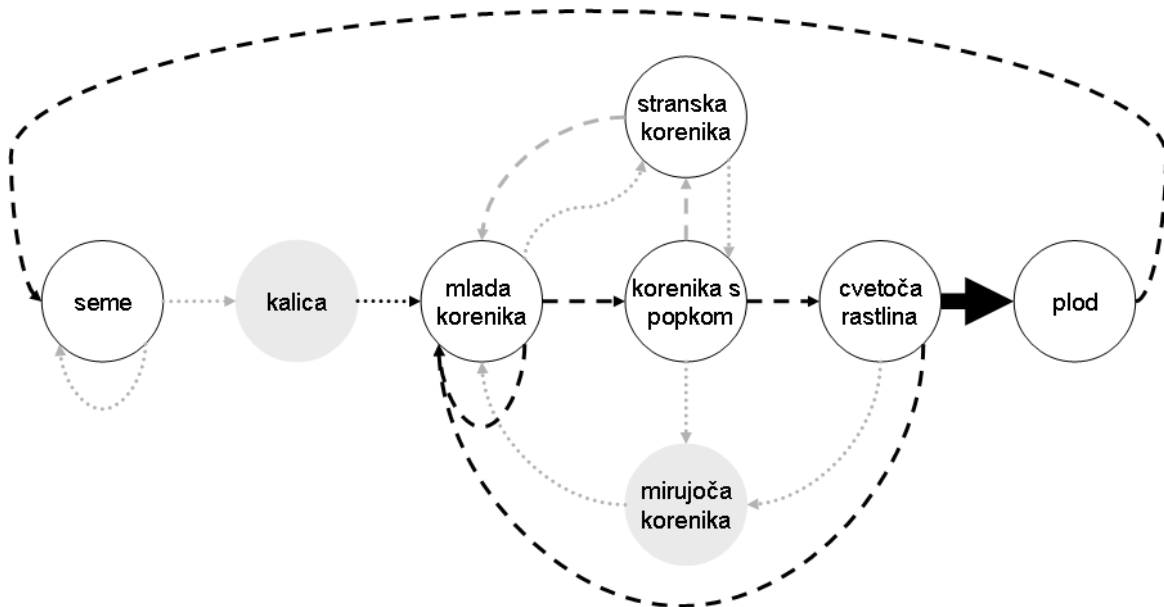 stranska
korenika
seme
kalica
mlada
korenika
korenika s
popkom
cvetoča
rastlina
plod
mirujoča
korenika